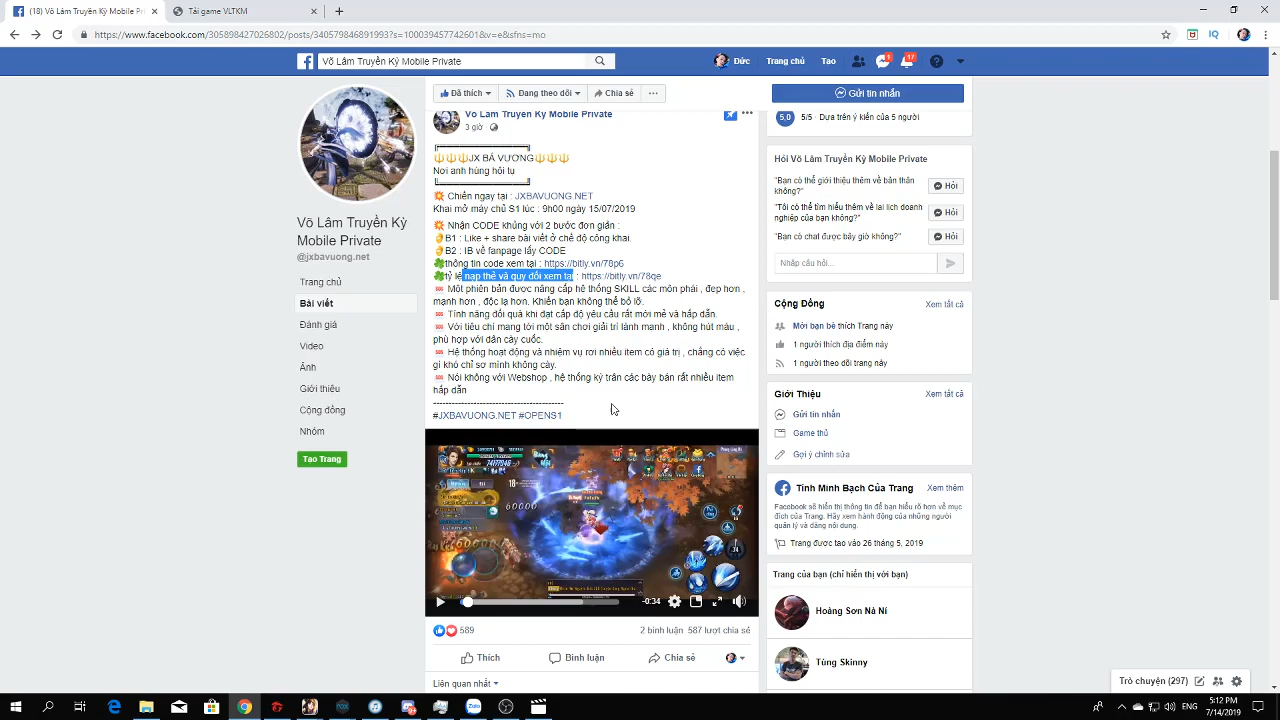 (18) Võ Lâm Truyền Kỳ Mobile Pr
Tải game VLTKM
https://www.facebook.com/305898427026802/posts/340579846891993?s=100039457742601&v=e&sfns=mo
Võ Lâm Truyền Kỳ Mobile Private
Đức
Trang chủ
Tạo
1
17
Đã thích
Đang theo dõi
Chia sẻ
Gửi tin nhắn
Võ Lâm Truyền Kỳ Mobile Private
@jxbavuong.net
Trang chủ
Bài viết
Đánh giá
Video
Ảnh
Giới thiệu
Cộng đồng
Nhóm
Tạo Trang
Võ Lâm Truyền Kỳ Mobile Private
3 giờ ·
JX BÁ VƯƠNG
Nơi anh hùng hội tụ
Chiến ngay tại : JXBAVUONG.NET
Khai mở máy chủ S1 lúc : 9h00 ngày 15/07/2019
Nhận CODE khủng với 2 bước đơn giản :
B1 : Like + share bài viết ở chế độ công khai.
B2 : IB về fanpage lấy CODE
thông tin code xem tại : https://bitly.vn/78p6
tỷ lệ nạp thẻ và quy đổi xem tại : https://bitly.vn/78qe
Một phiên bản được nâng cấp hệ thống SKILL các môn phái , đẹp hơn ,
mạnh hơn , độc lạ hơn. Khiến bạn không thể bỏ lỡ.
Tính năng đổi quà khi đạt cấp độ yêu cầu rất mới mẻ và hấp dẫn.
Với tiêu chí mang tới một sân chơi giải trí lành mạnh , không hút máu ,
phù hợp với dân cày cuốc.
Hệ thống hoạt động và nhiệm vụ rơi nhiều item có giá trị , chẳng có việc
gì khó chỉ sợ mình không cày.
Nói không với Webshop , hệ thống kỳ trân các bày bán rất nhiều item
hấp dẫn
----------------------------------------
#JXBAVUONG.NET #OPENS1
18+
60000
-0:34
589
2 bình luận 587 lượt chia sẻ
Thích
Bình luận
Chia sẻ
Liên quan nhất
5,0
5/5 · Dựa trên ý kiến của 5 người
Hỏi Võ Lâm Truyền Kỳ Mobile Private
"Bạn có thể giới thiệu thêm về bản thân
không?"
Hỏi
"Tôi có thể tìm hiểu thêm về lai lịch doanh
nghiệp của bạn không?"
Hỏi
"Bạn có chat được bây giờ không?"
Hỏi
Nhập câu hỏi...
Cộng Đồng
Xem tất cả
Mời bạn bè thích Trang này
1 người thích địa điểm này
1 người theo dõi trang này
Giới Thiệu
Xem tất cả
Gửi tin nhắn
Game thủ
Gợi ý chỉnh sửa
Tính Minh Bạch Của Trang
Xem thêm
Facebook sẽ hiển thị thông tin để bạn hiểu rõ hơn về mục
đích của Trang. Hãy xem hành động của những người
quản lý và đăng nội dung.
Trang được tạo vào 26 tháng 5, 2019
Trang của bạn (chỉ hiển thị với bạn)
Hoàng Sơn Nà Ní
Tùng Skinny
Trò chuyện (297)
ENG
5:12 PM
7/14/2019
nox
Zalo